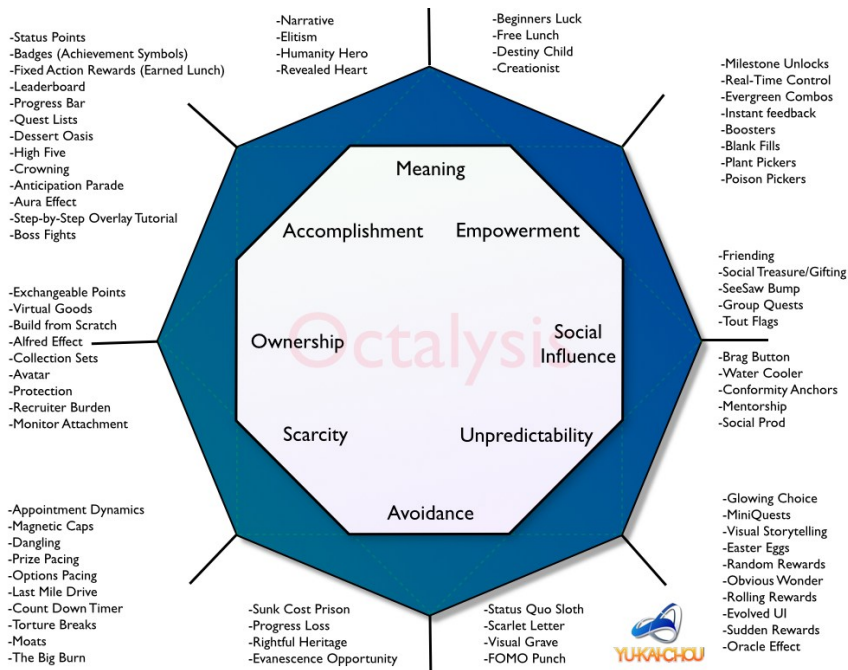 -Narrative
-Elitism
-Humanity Hero
-Revealed Heart
-Beginners Luck
-Free Lunch
-Destiny Child
-Creationist
-Status Points
-Badges (Achievement Symbols)
-Fixed Action Rewards (Earned Lunch)
-Leaderboard
-Progress Bar
-Quest Lists
-Dessert Oasis
-High Five
-Crowning
-Anticipation Parade
-Aura Effect
-Step-by-Step Overlay Tutorial
-Boss Fights
-Milestone Unlocks
-Real-Time Control
-Evergreen Combos
-Instant feedback
-Boosters
-Blank Fills
-Plant Pickers
-Poison Pickers
Meaning
Accomplishment
Empowerment
Ownership
Octalysis
Social
Influence
Scarcity
Unpredictability
Avoidance
-Exchangeable Points
-Virtual Goods
-Build from Scratch
-Alfred Effect
-Collection Sets
-Avatar
-Protection
-Recruiter Burden
-Monitor Attachment
-Friending
-Social Treasure/Gifting
-SeeSaw Bump
-Group Quests
-Tout Flags
-Brag Button
-Water Cooler
-Conformity Anchors
-Mentorship
-Social Prod
-Appointment Dynamics
-Magnetic Caps
-Dangling
-Prize Pacing
-Options Pacing
-Last Mile Drive
-Count Down Timer
-Torture Breaks
-Moats
-The Big Burn
-Sunk Cost Prison
-Progress Loss
-Rightful Heritage
-Evanescence Opportunity
-Status Quo Sloth
-Scarlet Letter
-Visual Grave
-FOMO Punch
-Glowing Choice
-MiniQuests
-Visual Storytelling
-Easter Eggs
-Random Rewards
-Obvious Wonder
-Rolling Rewards
-Evolved UI
-Sudden Rewards
-Oracle Effect
YU-KAI-CHOU